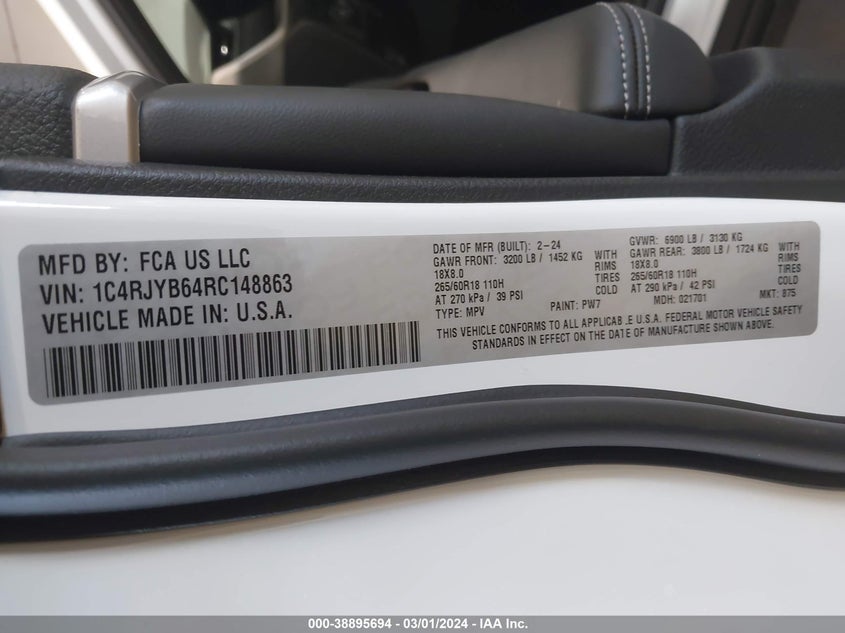 MFD BY: FCA US LLC
VIN: 1C4RJYB64RC148863
VEHICLE MADE IN: U.S.A.
DATE OF MFR (BUILT): 2-24
GAWR FRONT: 3200 LB / 1452 KG WITH
18X8.0 RIMS
265/60R18 110H TIRES
AT 270 kPa / 39 PSI COLD
TYPE: MPV PAINT: PW7
GVWR: 6900 LB / 3130 KG
GAWR REAR: 3800 LB / 1724 KG WITH
18X8.0 RIMS
265/60R18 110H TIRES
AT 290 kPa / 42 PSI COLD
MDH: 021701 MKT: 875
THIS VEHICLE CONFORMS TO ALL APPLICAB.E U.S.A. FEDERAL MOTOR VEHICLE SAFETY
STANDARDS IN EFFECT ON THE DATE OF MANUFACTURE SHOWN ABOVE.
000-38895694 - 03/01/2024 - IAA Inc.